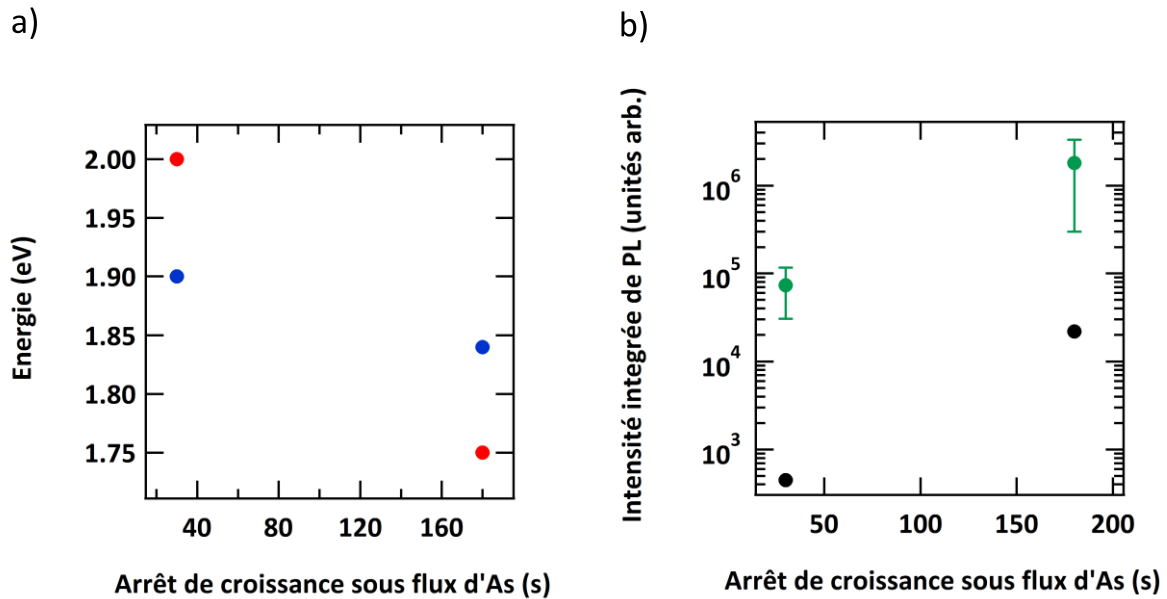 a)
b)
Energie (eV)
2.00
1.95
1.90
1.85
1.80
1.75
40 80 120 160
Arrêt de croissance sous flux d'As (s)
Intensité integrée de PL (unités arb.)
10^6
10^5
10^4
10^3
50 100 150 200
Arrêt de croissance sous flux d'As (s)